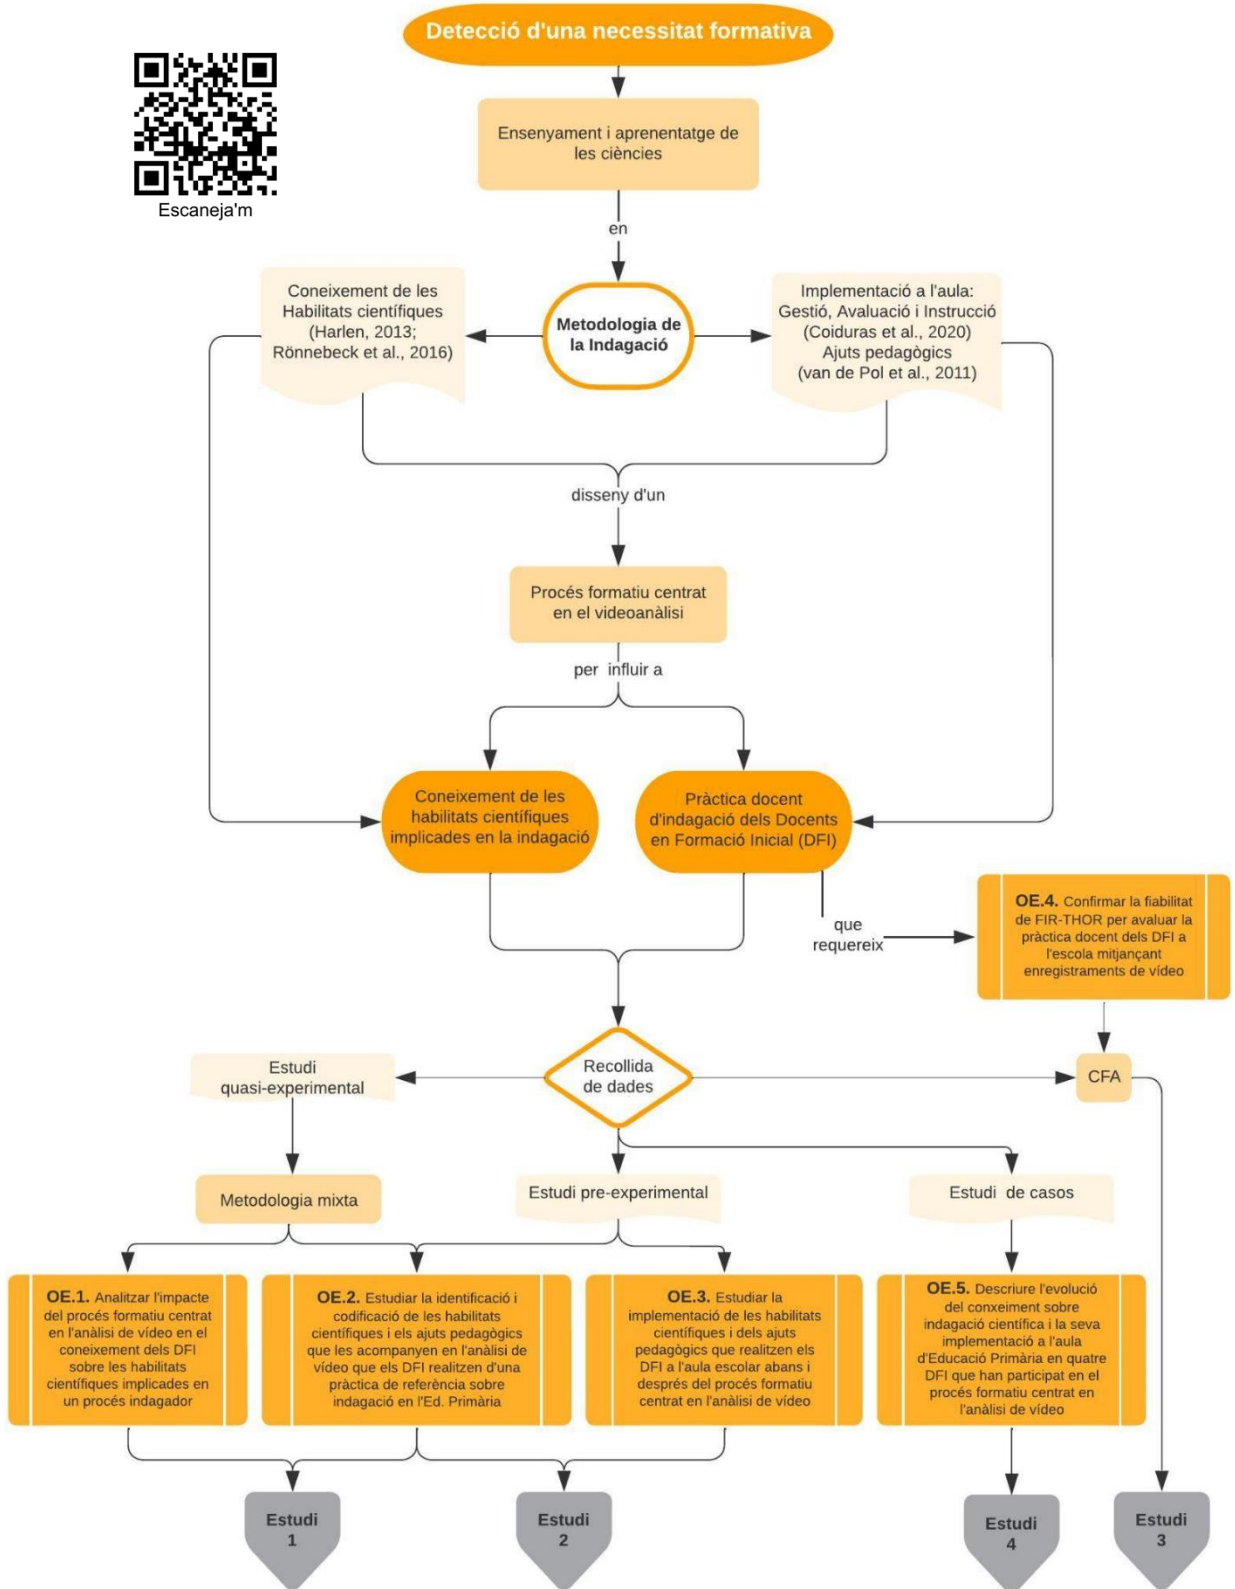 Detecció d'una necessitat formativa
Escaneja'm
Ensenyament i aprenentatge de
les ciències
en
Coneixement de les
Habilitats científiques
(Harlen, 2013;
Rönnebeck et al., 2016)
Metodologia de
la Indagació
Implementació a l'aula:
Gestió, Avaluació i Instrucció
(Coiduras et al., 2020)
Ajuts pedagògics
(van de Pol et al., 2011)
disseny d'un
Procés formatiu centrat
en el videoanàlisi
per influir a
Coneixement de les
habilitats científiques
implicades en la indagació
Pràctica docent
d'indagació dels Docents
en Formació Inicial (DFI)
que
requereix
OE.4. Confirmar la fiabilitat
de FIR-THOR per avaluar la
pràctica docent dels DFI a
l'escola mitjançant
enregistraments de vídeo
Estudi
quasi-experimental
Recollida
de dades
CFA
Metodologia mixta
Estudi pre-experimental
Estudi de casos
OE.1. Analitzar l'impacte
del procés formatiu centrat
en l'anàlisi de vídeo en el
coneixement dels DFI
sobre les habilitats
científiques implicades en
un procés indagador
OE.2. Estudiar la identificació i
codificació de les habilitats
científiques i els ajuts pedagògics
que les acompanyen en l'anàlisi de
vídeo que els DFI realitzen d'una
pràctica de referència sobre
indagació en l'Ed. Primària
OE.3. Estudiar la
implementació de les habilitats
científiques i dels ajuts
pedagògics que realitzen els
DFI a l'aula escolar abans i
després del procés formatiu
centrat en l'anàlisi de vídeo
OE.5. Descriure l'evolució
del conxeiment sobre
indagació científica i la seva
implementació a l'aula
d'Educació Primària en quatre
DFI que han participat en el
procés formatiu centrat en
l'anàlisi de vídeo
Estudi
1
Estudi
2
Estudi
4
Estudi
3